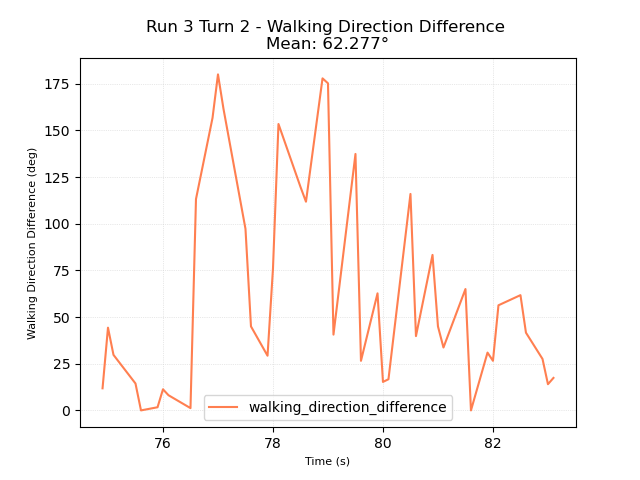 Run 3 Turn 2 - Walking Direction Difference
Mean: 62.277°
Walking Direction Difference (deg)
175
150
125
100
75
50
25
0
walking_direction_difference
76
78
80
82
Time (s)